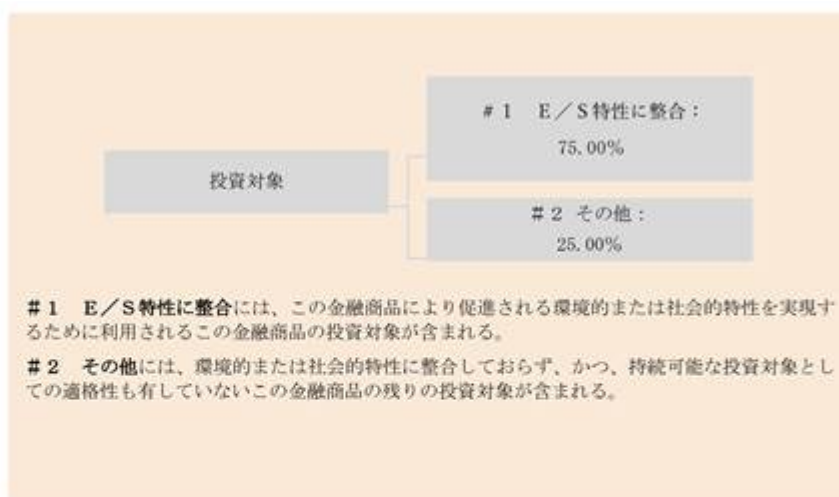 #1 E/S特性に整合:
75.00%
投資対象
#2 その他:
25.00%
#1 E/S特性に整合には、この金融商品により促進される環境的または社会的特性を実現す
るために利用されるこの金融商品の投資対象が含まれる。
#2 その他には、環境的または社会的特性に整合しておらず、かつ、持続可能な投資対象とし
ての適格性も有していないこの金融商品の残りの投資対象が含まれる。